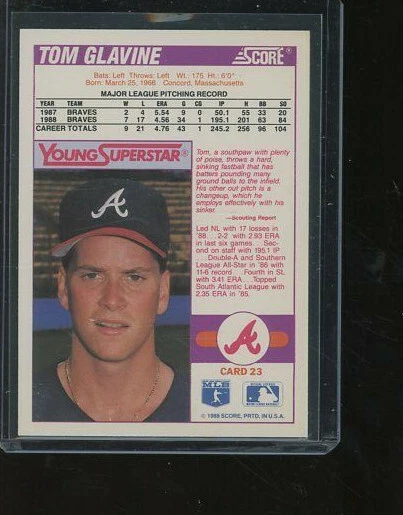 TOM GLAVINE
SCORE®
Bats: Left Throws: Left Wt.: 175 Ht.: 6'0"
Born: March 25, 1966 Concord, Massachusetts
MAJOR LEAGUE PITCHING RECORD
YEAR TEAM W L ERA G CG IP H BB SO
1987 BRAVES 2 4 5.54 9 0 50.1 55 33 20
1988 BRAVES 7 17 4.56 34 1 195.1 201 63 84
CAREER TOTALS 9 21 4.76 43 1 245.2 256 96 104
YOUNG SUPERSTAR®
Tom, a southpaw with plenty
of poise, throws a hard,
sinking fastball that has
batters pounding many
ground balls to the infield.
His other out pitch is a
changeup, which he
employs effectively with his
sinker.
—Scouting Report
Led NL with 17 losses in
'88. . . 2-2 with 2.93 ERA
in last six games. . . Sec-
ond on staff with 195.1 IP
. . . Double-A and Southern
League All-Star in '86 with
11-6 record. . . Fourth in SL
with 3.41 ERA. . . Topped
South Atlantic League with
2.35 ERA in '85.
A
A
CARD 23
MLB
© 1988 SCORE, PRTD. IN U.S.A.